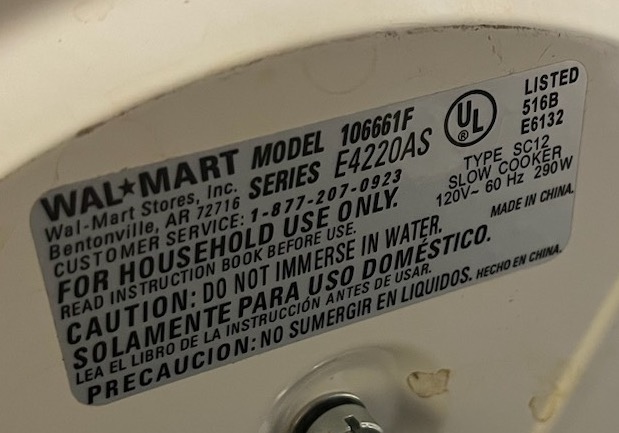 WAL★MART MODEL 106661F
Wal-Mart Stores, Inc. SERIES E4220AS
Bentonville, AR 72716
CUSTOMER SERVICE: 1-877-207-0923
FOR HOUSEHOLD USE ONLY.
READ INSTRUCTION BOOK BEFORE USE.
CAUTION: DO NOT IMMERSE IN WATER.
SOLAMENTE PARA USO DOMÉSTICO.
LEA EL LIBRO DE LA INSTRUCCIÓN ANTES DE USAR.
PRECAUCION: NO SUMERGIR EN LIQUIDOS. HECHO EN CHINA.
UL ®
LISTED
516B
E6132
TYPE SC12
SLOW COOKER
120V~ 60 Hz 290W
MADE IN CHINA.